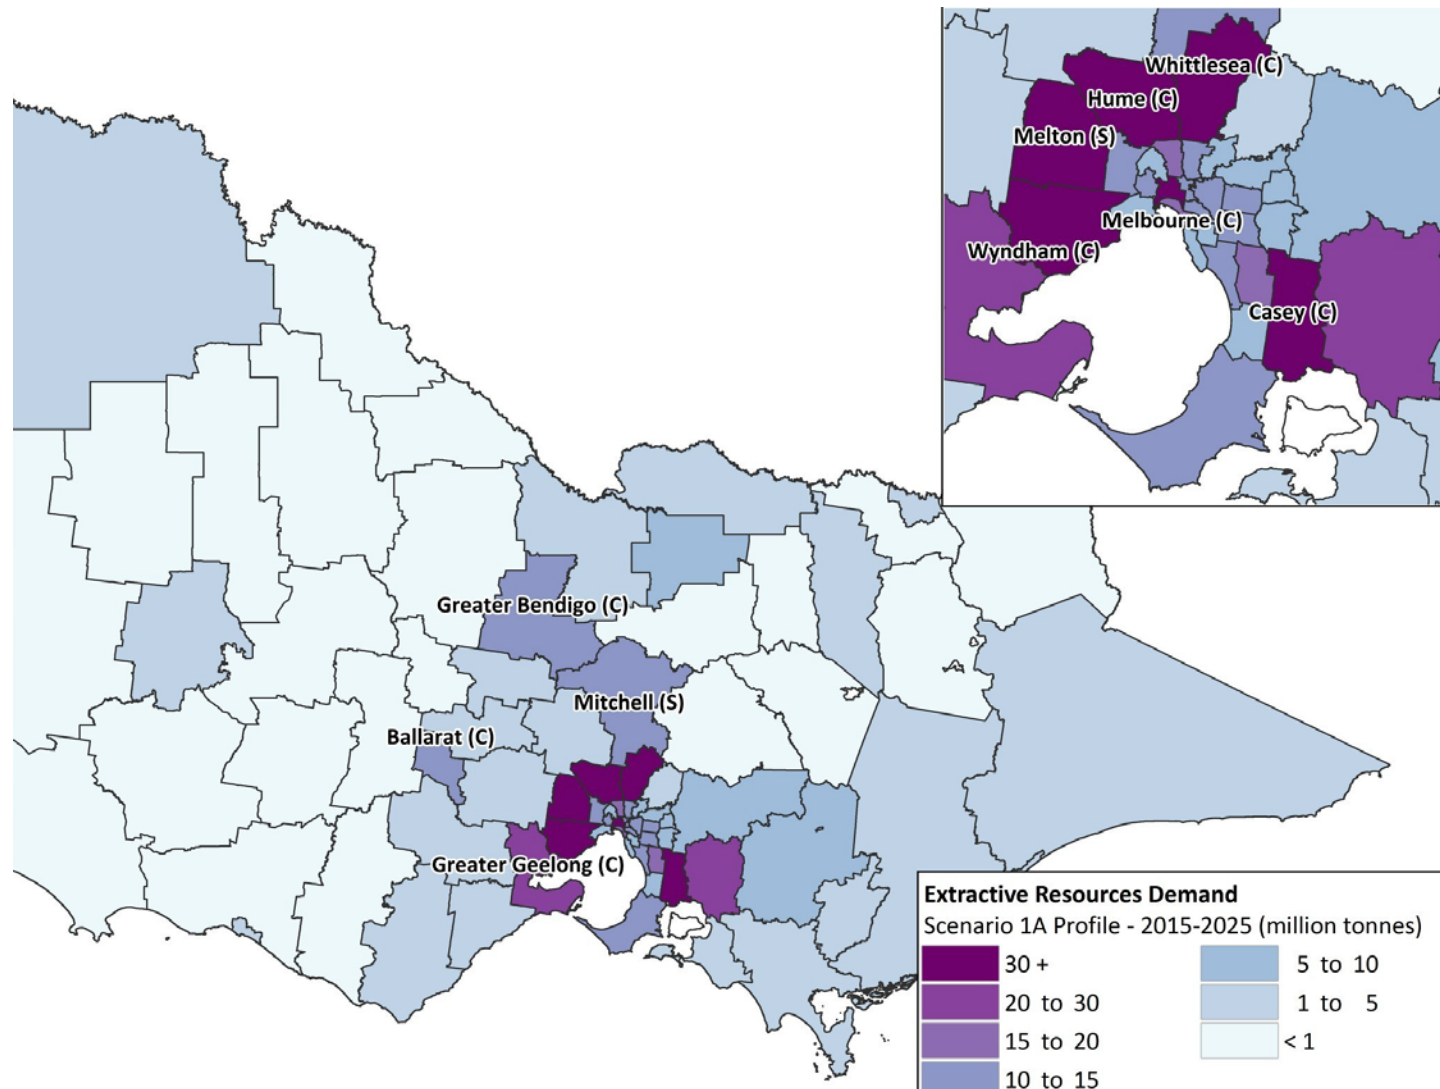 Whittlesea (C)
Hume (C)
Melton (S)
Melbourne (C)
Wyndham (C)
Casey (C)
Greater Bendigo (C)
Mitchell (S)
Ballarat (C)
Greater Geelong (C)
Extractive Resources Demand
Scenario 1A Profile - 2015-2025 (million tonnes)
30 +
20 to 30
15 to 20
10 to 15
5 to 10
1 to 5
< 1